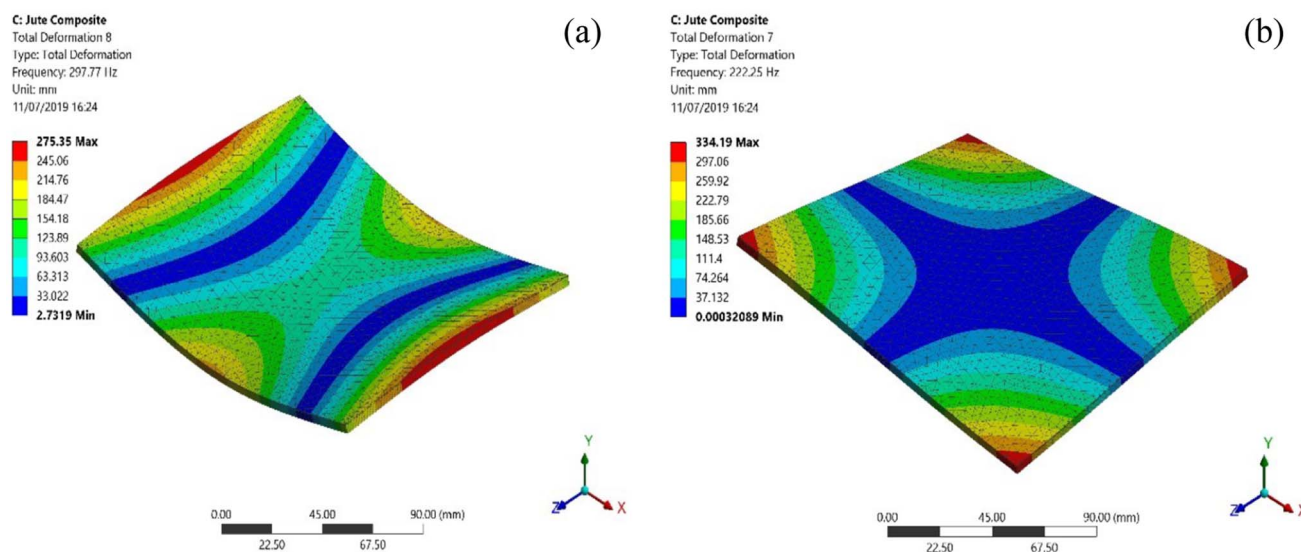 C: Jute Composite
Total Deformation 8
Type: Total Deformation
Frequency: 297.77 Hz
Unit: mm
11/07/2019 16:24
(a)
275.35 Max
245.06
214.76
184.47
154.18
123.89
93.603
63.313
33.022
2.7319 Min
Y
Z
X
0.00
45.00
90.00 (mm)
22.50
67.50
C: Jute Composite
Total Deformation 7
Type: Total Deformation
Frequency: 222.25 Hz
Unit: mm
11/07/2019 16:24
(b)
334.19 Max
297.06
259.92
222.79
185.66
148.53
111.4
74.264
37.132
0.00032089 Min
Y
Z
X
0.00
45.00
90.00 (mm)
22.50
67.50